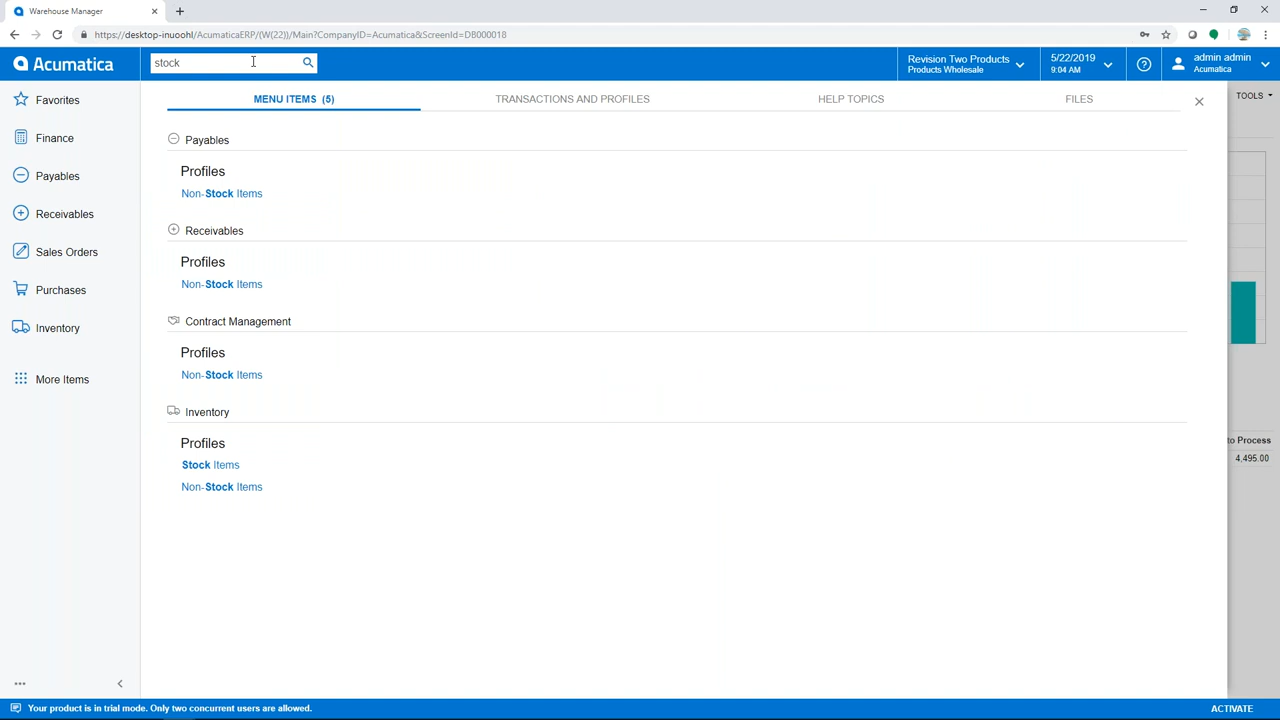 Warehouse Manager
https://desktop-inuoohl/AcumaticaERP/(W(22))/Main?CompanyID=Acumatica&ScreenId=DB000018
Acumatica
stock
Revision Two Products
Products Wholesale
5/22/2019
9:04 AM
admin admin
Acumatica
Favorites
Finance
Payables
Receivables
Sales Orders
Purchases
Inventory
More Items
MENU ITEMS (5)
TRANSACTIONS AND PROFILES
HELP TOPICS
FILES
TOOLS
Payables
Profiles
Non-Stock Items
Receivables
Profiles
Non-Stock Items
Contract Management
Profiles
Non-Stock Items
Inventory
Profiles
Stock Items
Non-Stock Items
to Process
4,495.00
Your product is in trial mode. Only two concurrent users are allowed.
ACTIVATE